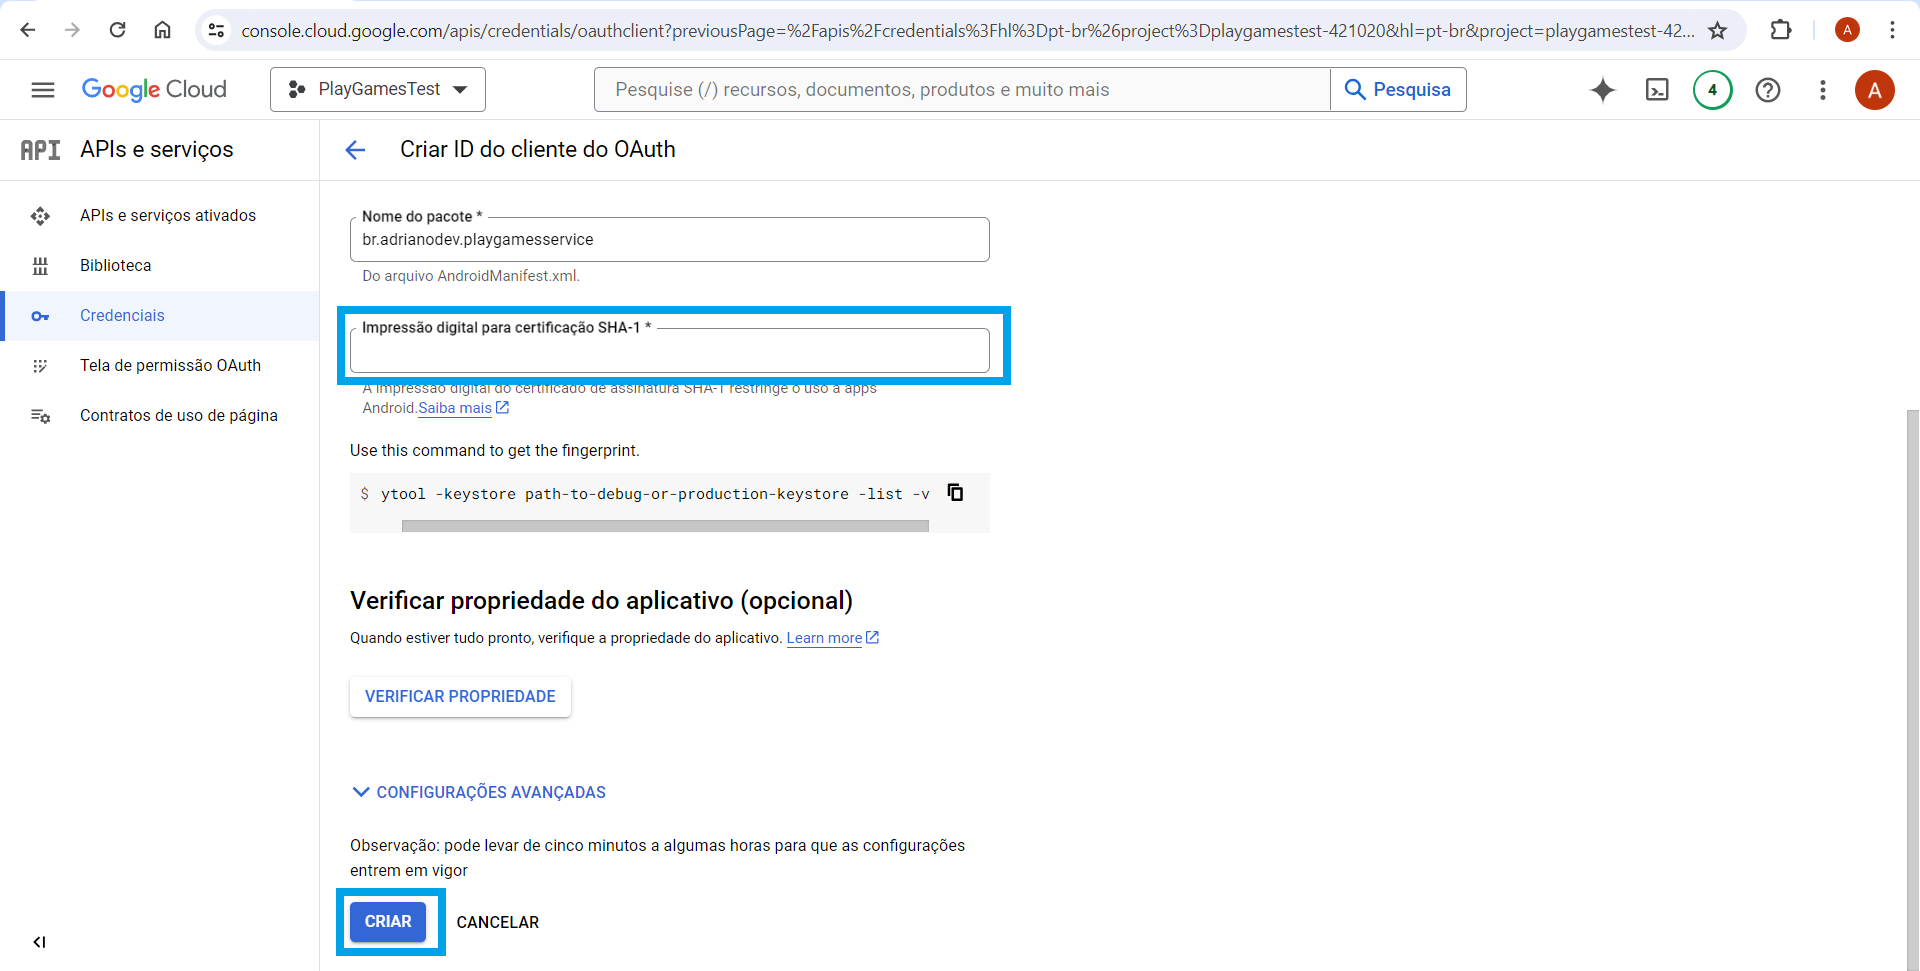 console.cloud.google.com/apis/credentials/oauthclient?previousPage=%2Fapis%2Fcredentials%3Fhl%3Dpt-br%26project%3Dplaygamestest-421020&hl=pt-br&project=playgamestest-42...
A
Google Cloud
PlayGamesTest
Pesquise (/) recursos, documentos, produtos e muito mais
Pesquisa
4
A
API
APIs e serviços
Criar ID do cliente do OAuth
APIs e serviços ativados
Biblioteca
Credenciais
Tela de permissão OAuth
Contratos de uso de página
Nome do pacote *
br.adrianodev.playgamesservice
Do arquivo AndroidManifest.xml.
Impressão digital para certificação SHA-1 *
A impressão digital do certificado de assinatura SHA-1 restringe o uso a apps
Android.Saiba mais
Use this command to get the fingerprint.
$ ytool -keystore path-to-debug-or-production-keystore -list -v
Verificar propriedade do aplicativo (opcional)
Quando estiver tudo pronto, verifique a propriedade do aplicativo. Learn more
VERIFICAR PROPRIEDADE
CONFIGURAÇÕES AVANÇADAS
Observação: pode levar de cinco minutos a algumas horas para que as configurações
entrem em vigor
CRIAR
CANCELAR